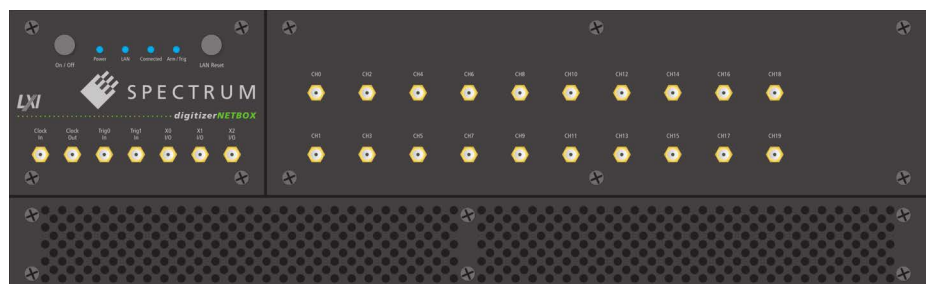 On / Off
Power LAN Connected Arm/Trig
LAN Reset
LXI
SPECTRUM
digitizerNETBOX
Clock In
Clock Out
Trig0 In
Trig1 In
X0 I/O
X1 I/O
X2 I/O
CH0 CH2 CH4 CH6 CH8 CH10 CH12 CH14 CH16 CH18
CH1 CH3 CH5 CH7 CH9 CH11 CH13 CH15 CH17 CH19